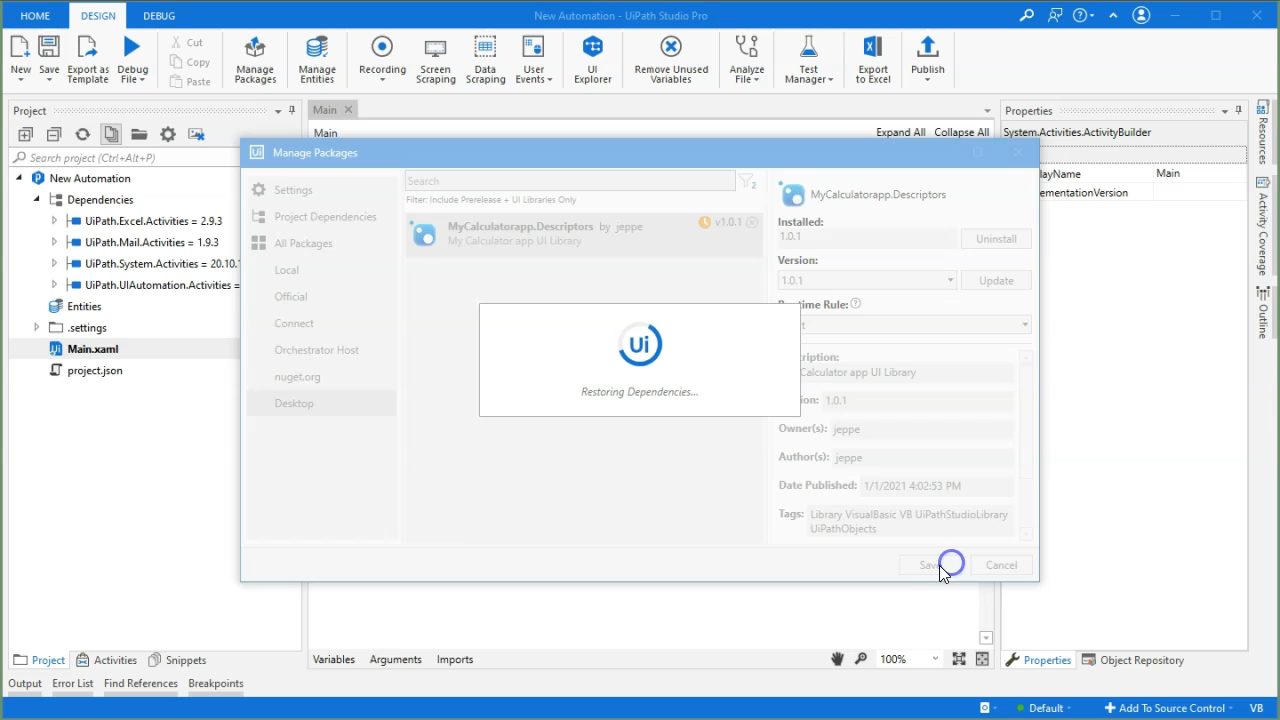 HOME
DESIGN
DEBUG
New Automation - UiPath Studio Pro
New
Save
Export as Template
Debug File
Cut
Copy
Paste
Manage Packages
Manage Entities
Recording
Screen Scraping
Data Scraping
User Events
UI Explorer
Remove Unused Variables
Analyze File
Test Manager
Export to Excel
Publish
Project
Search project (Ctrl+Alt+P)
New Automation
Dependencies
UiPath.Excel.Activities = 2.9.3
UiPath.Mail.Activities = 1.9.3
UiPath.System.Activities = 20.10.
UiPath.UIAutomation.Activities =
Entities
.settings
Main.xaml
project.json
Main
Main
Expand All
Collapse All
Ui Manage Packages
Settings
Project Dependencies
All Packages
Local
Official
Connect
Orchestrator Host
nuget.org
Desktop
Search
2
Filter: Include Prerelease + UI Libraries Only
MyCalculatorapp.Descriptors by jeppe
v1.0.1
My Calculator app UI Library
Ui
Restoring Dependencies...
MyCalculatorapp.Descriptors
Installed:
1.0.1
Uninstall
Version:
1.0.1
Update
ntime Rule:
t
ription:
Calculator app UI Library
ion: 1.0.1
Owner(s): jeppe
Author(s): jeppe
Date Published: 1/1/2021 4:02:53 PM
Tags: Library VisualBasic VB UiPathStudioLibrary
UiPathObjects
Save
Cancel
Properties
System.Activities.ActivityBuilder
layName
Main
ementationVersion
Resources
Activity Coverage
Outline
Project
Activities
Snippets
Variables
Arguments
Imports
100%
Properties
Object Repository
Output
Error List
Find References
Breakpoints
Default
Add To Source Control
VB